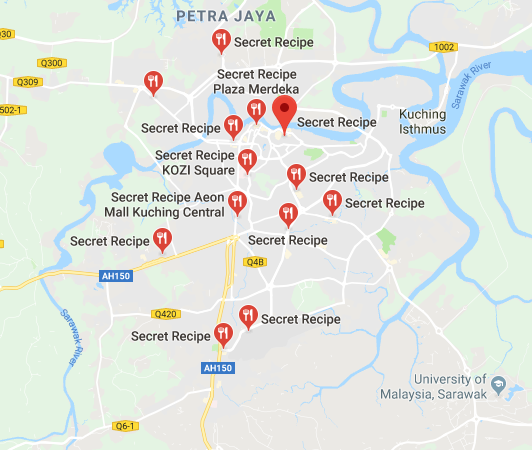 PETRA JAYA
Q30
Secret Recipe
1002
Q300
Q309
Secret Recipe
Plaza Merdeka
Sarawak River
502-1
Secret Recipe
Kuching
Isthmus
Secret Recipe
Secret Recipe
KOZI Square
Secret Recipe
Secret Recipe Aeon
Mall Kuching Central
Secret Recipe
Secret Recipe
Secret Recipe
Q4B
AH150
Q420
Secret Recipe
Sarawak River
Secret Recipe
AH150
University of
Malaysia, Sarawak
Q6-1